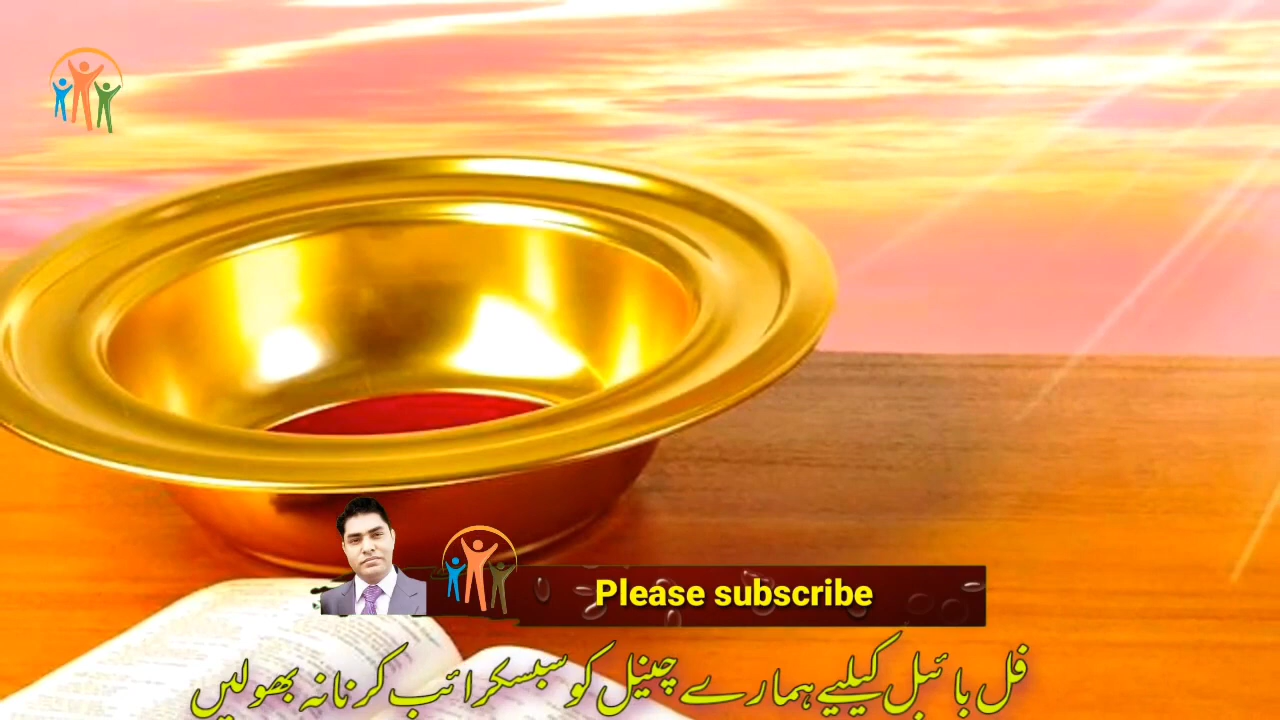 Please subscribe
فل بائبل کیلیے ہمارے چینل کو سبسکرائب کرنا نہ بھولیں